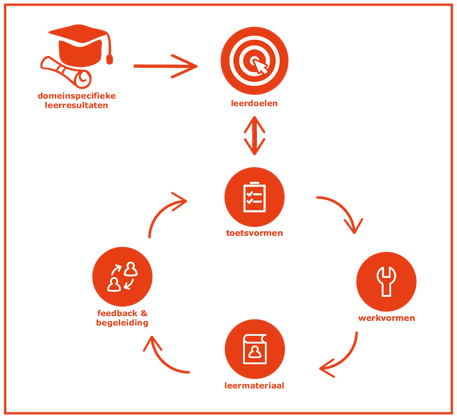 domeinspecifieke
leerresultaten
leerdoelen
toetsvormen
werkvormen
leermateriaal
feedback &
begeleiding